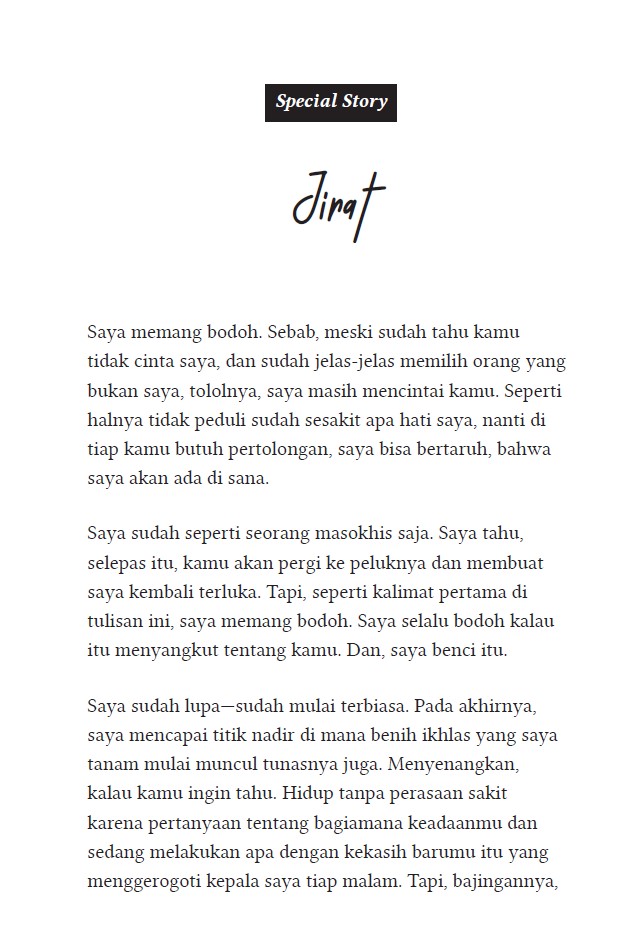 Special Story
Jinat
Saya memang bodoh. Sebab, meski sudah tahu kamu
tidak cinta saya, dan sudah jelas-jelas memilih orang yang
bukan saya, tololnya, saya masih mencintai kamu. Seperti
halnya tidak peduli sudah sesakit apa hati saya, nanti di
tiap kamu butuh pertolongan, saya bisa bertaruh, bahwa
saya akan ada di sana.
Saya sudah seperti seorang masokhis saja. Saya tahu,
selepas itu, kamu akan pergi ke peluknya dan membuat
saya kembali terluka. Tapi, seperti kalimat pertama di
tulisan ini, saya memang bodoh. Saya selalu bodoh kalau
itu menyangkut tentang kamu. Dan, saya benci itu.
Saya sudah lupa—sudah mulai terbiasa. Pada akhirnya,
saya mencapai titik nadir di mana benih ikhlas yang saya
tanam mulai muncul tunasnya juga. Menyenangkan,
kalau kamu ingin tahu. Hidup tanpa perasaan sakit
karena pertanyaan tentang bagiamana keadaanmu dan
sedang melakukan apa dengan kekasih barumu itu yang
menggerogoti kepala saya tiap malam. Tapi, bajingannya,